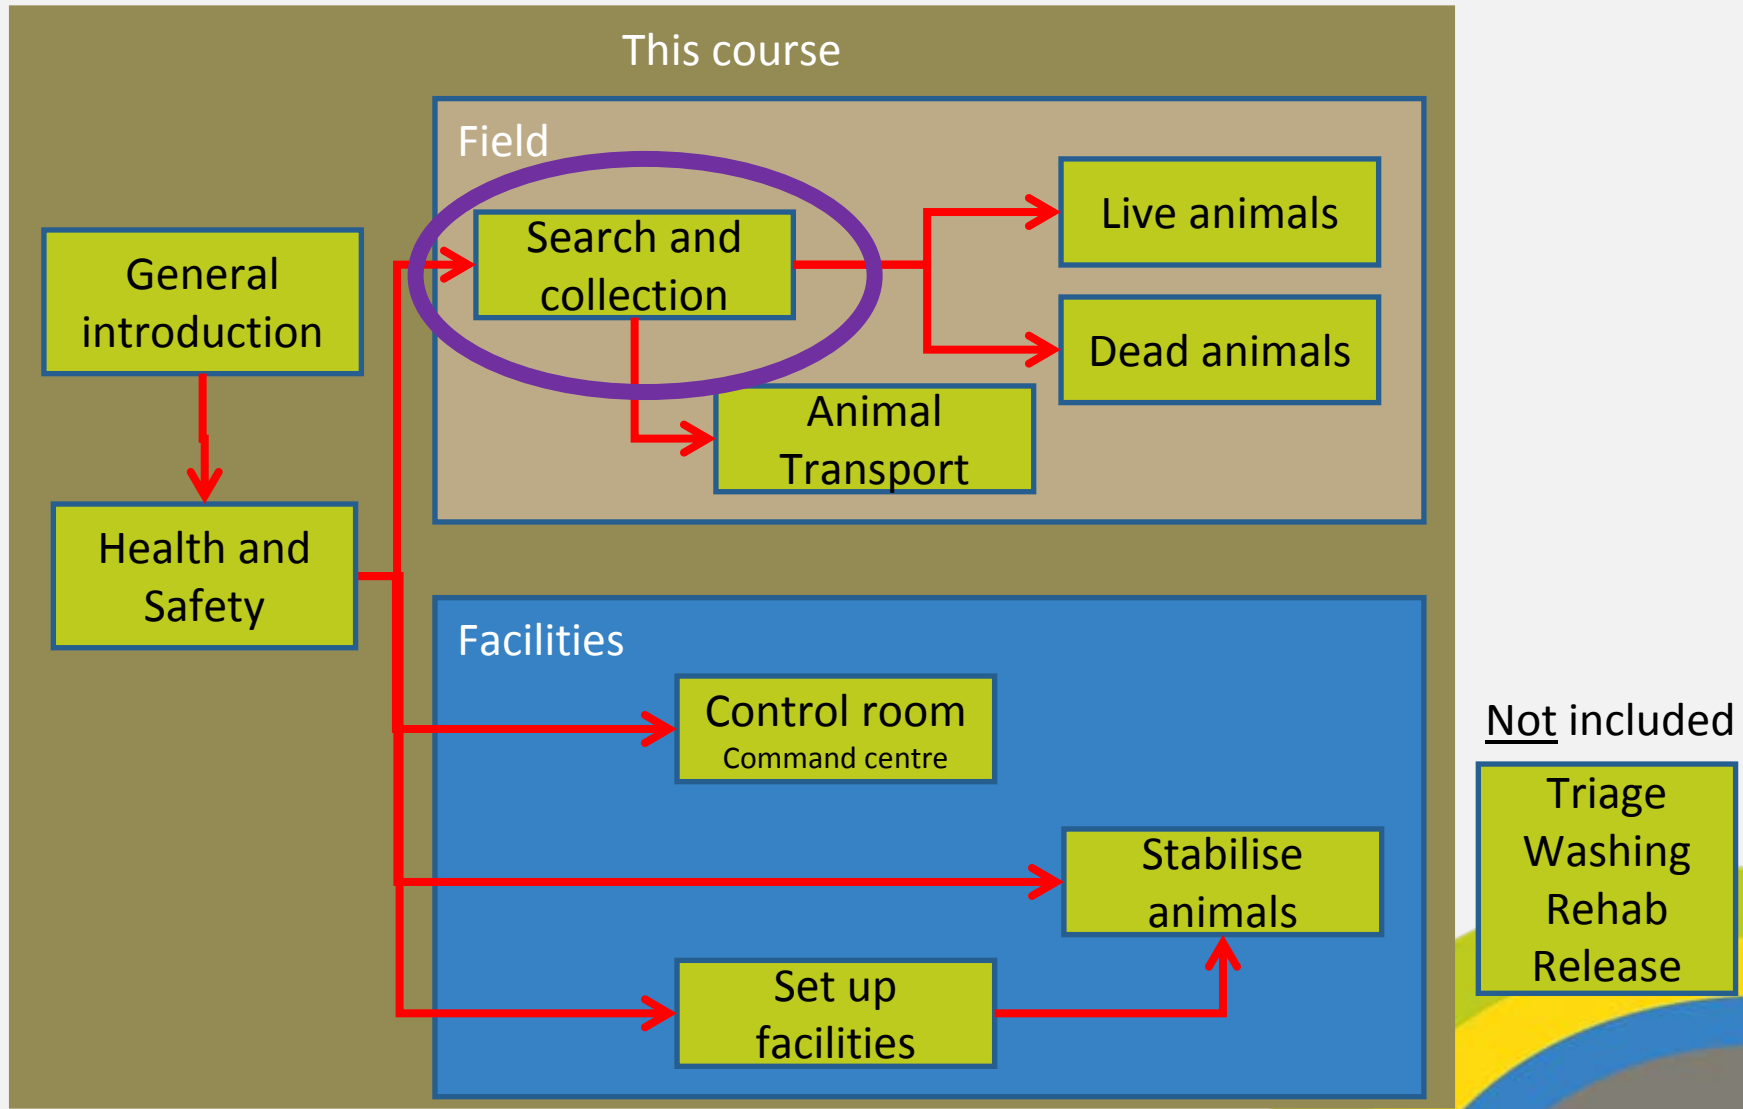 This course
Field
Search and
collection
Live animals
Dead animals
Animal
Transport
General
introduction
Health and
Safety
Facilities
Control room
Command centre
Stabilise
animals
Set up
facilities
Not included
Triage
Washing
Rehab
Release